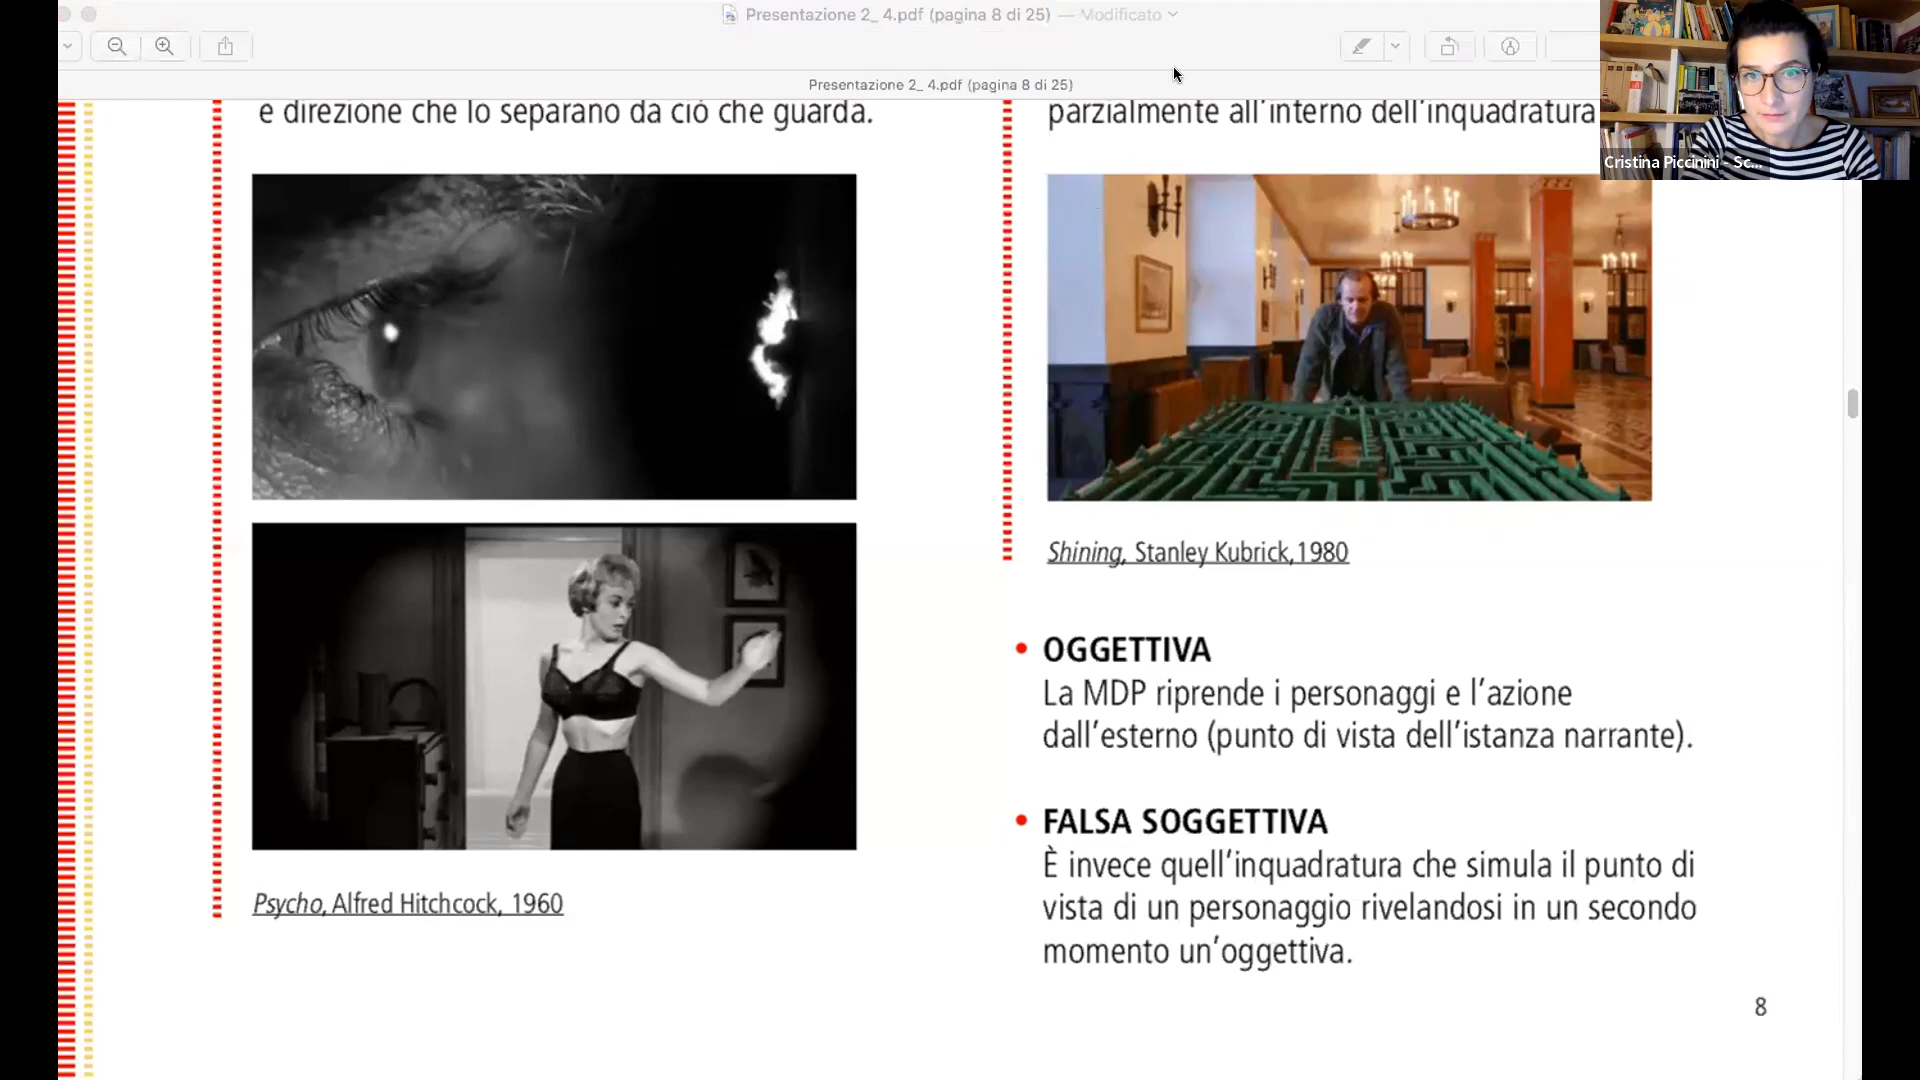 Presentazione 2_ 4.pdf (pagina 8 di 25) — Modificato
Presentazione 2_ 4.pdf (pagina 8 di 25)
Cristina Piccinini - Sc...
e direzione che lo separano da ciò che guarda.
Psycho, Alfred Hitchcock, 1960
parzialmente all'interno dell'inquadratura
Shining, Stanley Kubrick,1980
• OGGETTIVA
La MDP riprende i personaggi e l'azione
dall'esterno (punto di vista dell'istanza narrante).
• FALSA SOGGETTIVA
È invece quell'inquadratura che simula il punto di
vista di un personaggio rivelandosi in un secondo
momento un'oggettiva.
8